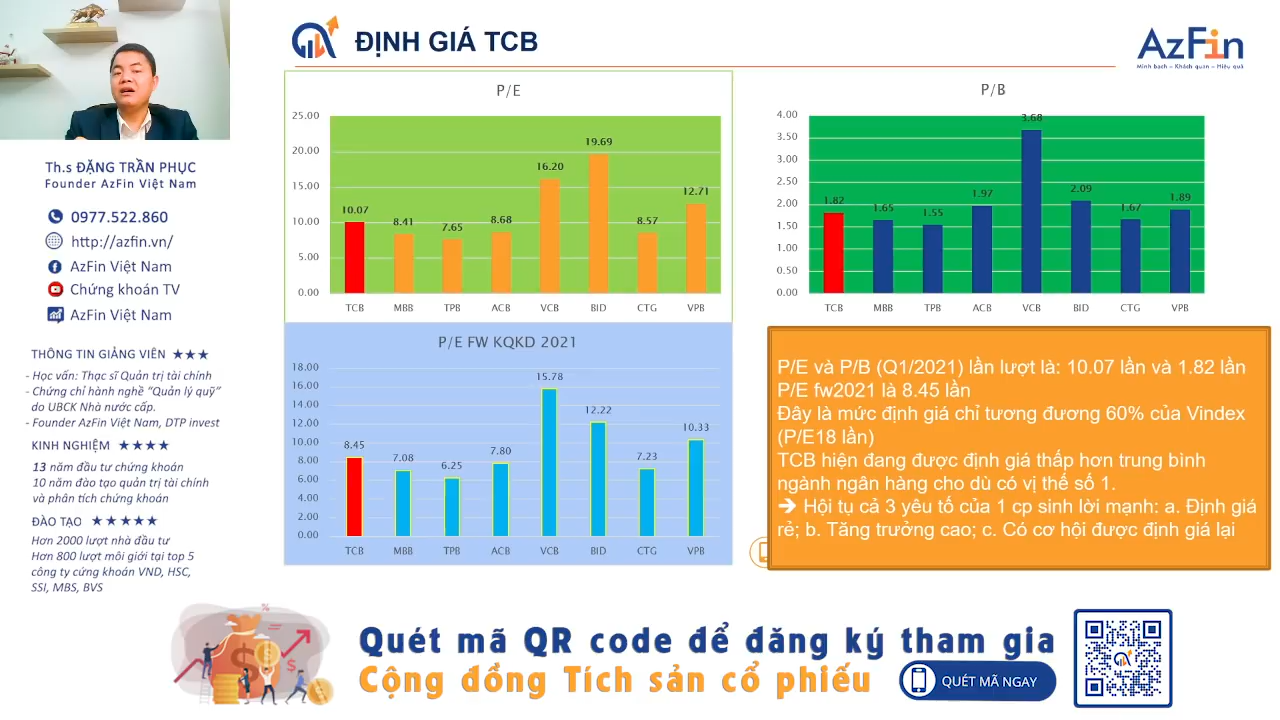 ĐỊNH GIÁ TCB
AzFin
Minh bạch – Khách quan – Hiệu quả
Th.s ĐẶNG TRẦN PHỤC
Founder AzFin Việt Nam
0977.522.860
http://azfin.vn/
AzFin Việt Nam
Chứng khoán TV
AzFin Việt Nam
THÔNG TIN GIẢNG VIÊN ★★★
- Học vấn: Thạc sĩ Quản trị tài chính
- Chứng chỉ hành nghề “Quản lý quỹ”
do UBCK Nhà nước cấp.
- Founder AzFin Việt Nam, DTP invest
KINH NGHIỆM ★★★★
13 năm đầu tư chứng khoán
10 năm đào tạo quản trị tài chính
và phân tích chứng khoán
ĐÀO TẠO ★★★★★
Hơn 2000 lượt nhà đầu tư
Hơn 800 lượt môi giới tại top 5
công ty cứng khoán VND, HSC,
SSI, MBS, BVS
P/E
25.00
20.00
15.00
10.00
5.00
0.00
10.07 8.41 7.65 8.68 16.20 19.69 8.57 12.71
TCB MBB TPB ACB VCB BID CTG VPB
P/B
4.00
3.50
3.00
2.50
2.00
1.50
1.00
0.50
0.00
1.82 1.65 1.55 1.97 3.68 2.09 1.67 1.89
TCB MBB TPB ACB VCB BID CTG VPB
P/E FW KQKD 2021
18.00
16.00
14.00
12.00
10.00
8.00
6.00
4.00
2.00
0.00
8.45 7.08 6.25 7.80 15.78 12.22 7.23 10.33
TCB MBB TPB ACB VCB BID CTG VPB
P/E và P/B (Q1/2021) lần lượt là: 10.07 lần và 1.82 lần
P/E fw2021 là 8.45 lần
Đây là mức định giá chỉ tương đương 60% của Vindex
(P/E18 lần)
TCB hiện đang được định giá thấp hơn trung bình
ngành ngân hàng cho dù có vị thế số 1.
➔ Hội tụ cả 3 yêu tố của 1 cp sinh lời mạnh: a. Định giá
rẻ; b. Tăng trưởng cao; c. Có cơ hội được định giá lại
Quét mã QR code để đăng ký tham gia
Cộng đồng Tích sản cổ phiếu
QUÉT MÃ NGAY